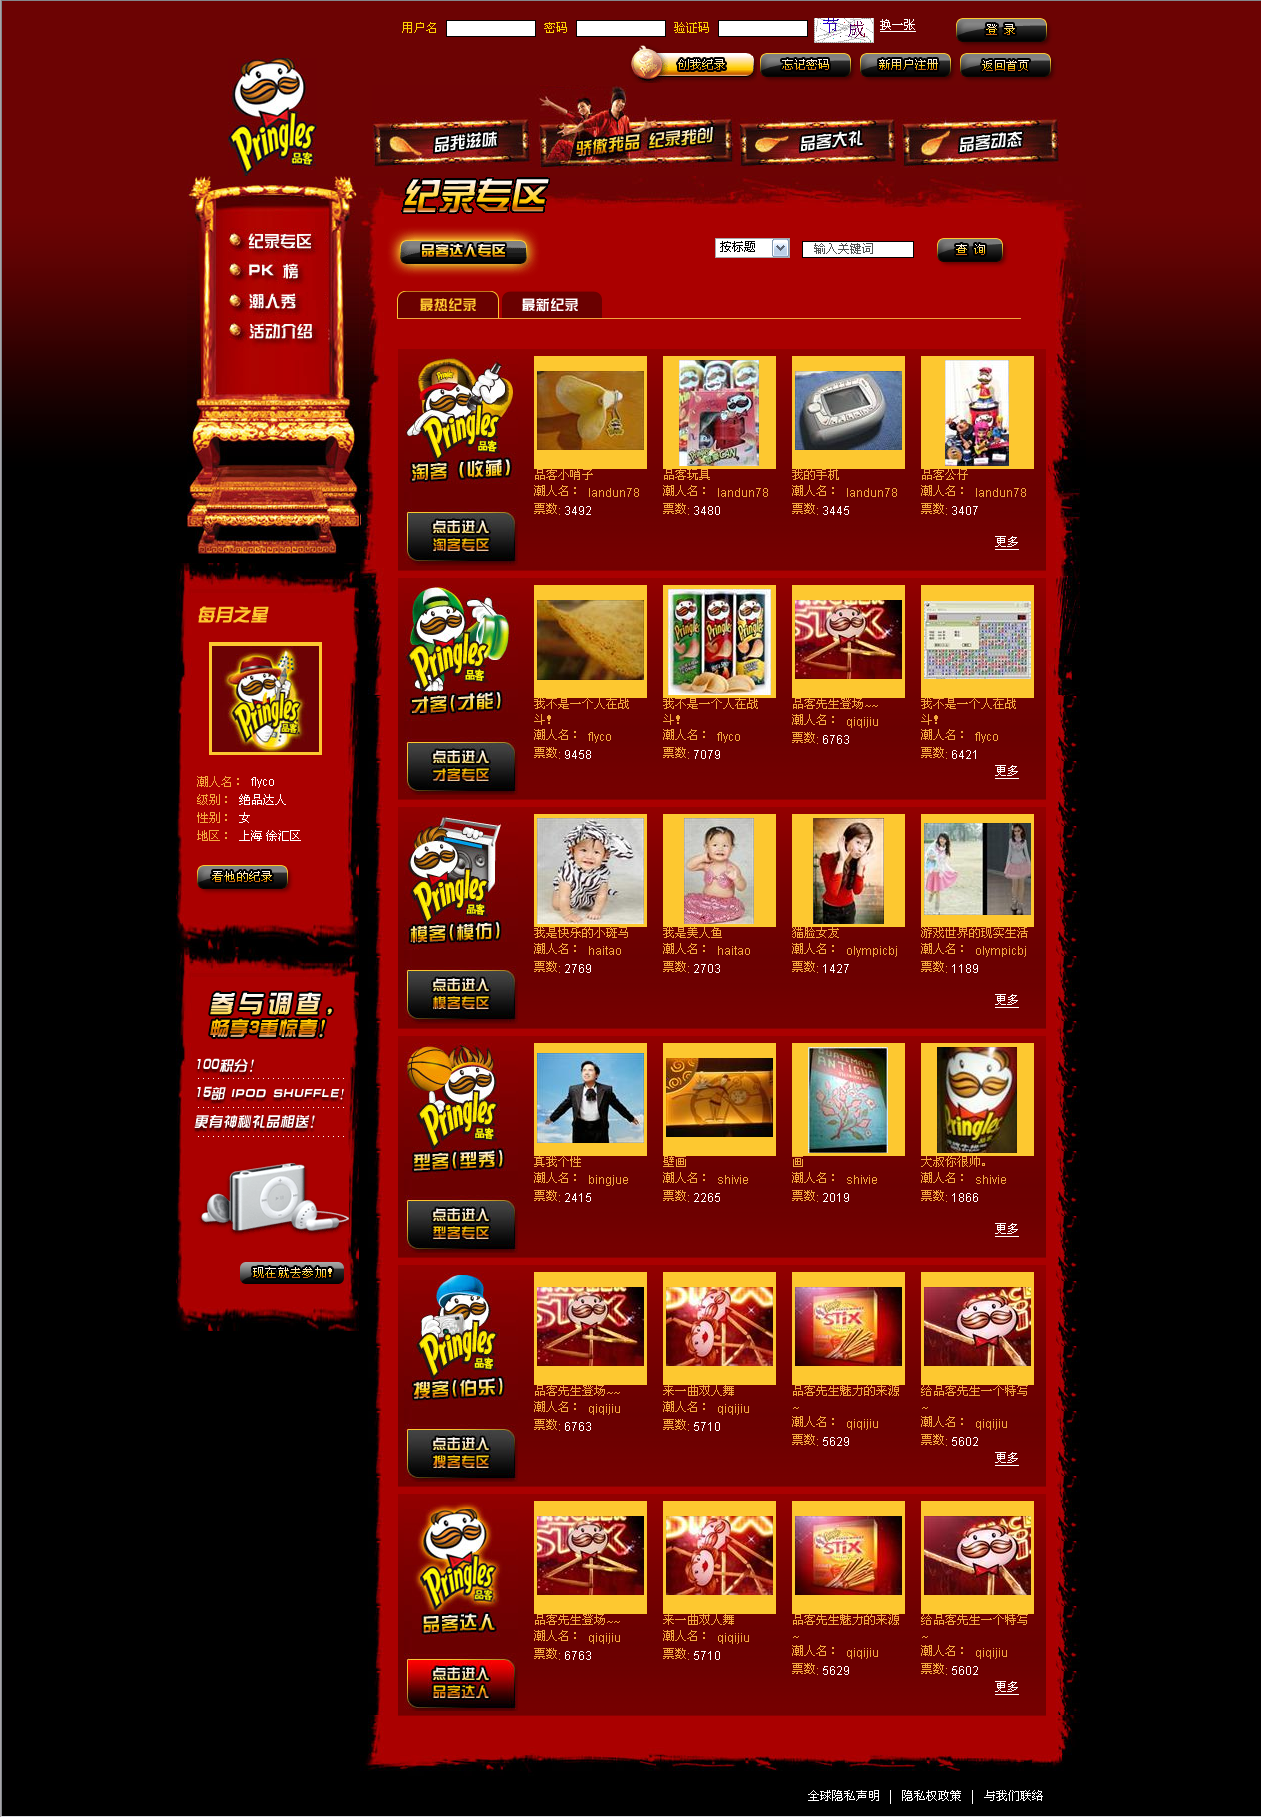 用户名 密码 验证码 节成 换一张 登 录
创我纪录 忘记密码 新用户注册 返回首页
Pringles
品客
品我滋味 骄傲我品 纪录我创 品客大礼 品客动态
纪录专区
纪录专区
PK 榜
潮人秀
活动介绍
品客达人专区 按标题 输入关键词 查 询
最热纪录 最新纪录
Pringles
品客
淘客(收藏)
点击进入
淘客专区
品客小哨子 品客玩具 我的手机 品客公仔
潮人名： landun78 潮人名： landun78 潮人名： landun78 潮人名： landun78
票数: 3492 票数: 3480 票数: 3445 票数: 3407
更多
Pringles
品客
才客(才能)
点击进入
才客专区
我不是一个人在战 我不是一个人在战 品客先生登场~~ 我不是一个人在战
斗! 斗! 潮人名： qiqijiu 斗!
潮人名： flyco 潮人名： flyco 票数: 6763 潮人名： flyco
票数: 9458 票数: 7079 票数: 6421
更多
Pringles
品客
模客(模仿)
点击进入
模客专区
我是快乐的小斑马 我是美人鱼 猫脸女友 游戏世界的现实生活
潮人名： haitao 潮人名： haitao 潮人名： olympicbj 潮人名： olympicbj
票数: 2769 票数: 2703 票数: 1427 票数: 1189
更多
Pringles
品客
型客(型秀)
点击进入
型客专区
GUATEMALA
ANTIGUA
真我个性 壁画 画 大叔你很帅。
潮人名： bingjue 潮人名： shivie 潮人名： shivie 潮人名： shivie
票数: 2415 票数: 2265 票数: 2019 票数: 1866
更多
Pringles
品客
搜客(伯乐)
点击进入
搜客专区
STIX
品客先生登场~~ 来一曲双人舞 品客先生魅力的来源 给品客先生一个特写
潮人名： qiqijiu 潮人名： qiqijiu ~ ~
票数: 6763 票数: 5710 潮人名： qiqijiu 潮人名： qiqijiu
票数: 5629 票数: 5602
更多
Pringles
品客
品客达人
点击进入
品客达人
STIX
品客先生登场~~ 来一曲双人舞 品客先生魅力的来源 给品客先生一个特写
潮人名： qiqijiu 潮人名： qiqijiu ~ ~
票数: 6763 票数: 5710 潮人名： qiqijiu 潮人名： qiqijiu
票数: 5629 票数: 5602
更多
每月之星
Pringles
品客
潮人名： flyco
级别： 绝品达人
性别： 女
地区： 上海 徐汇区
看他的纪录
参与调查，
畅享3重惊喜!
100积分!
15部 IPOD SHUFFLE!
更有神秘礼品相送!
现在就去参加!
全球隐私声明 | 隐私权政策 | 与我们联络